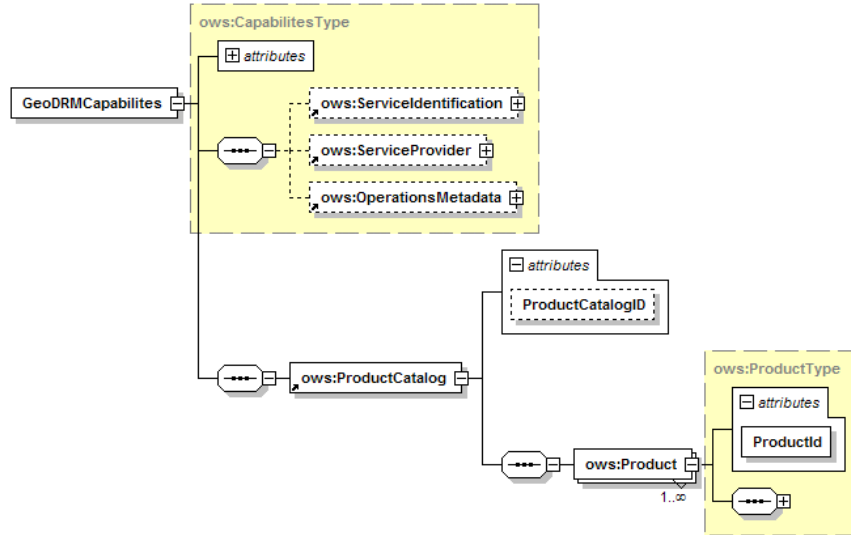 ows:CapabilitesType
attributes
GeoDRMCapabilites
ows:ServiceIdentification
ows:ServiceProvider
ows:OperationsMetadata
attributes
ProductCatalogID
ows:ProductCatalog
ows:ProductType
attributes
ProductId
ows:Product
1..∞